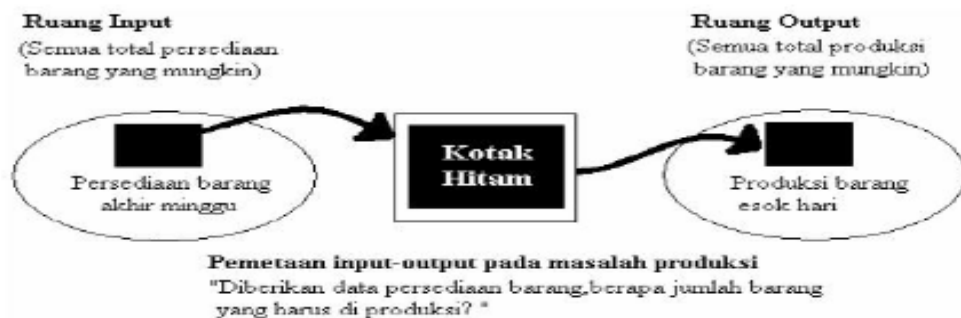 Ruang Input
(Semua total persediaan
barang yang mungkin)
Ruang Output
(Semua total produksi
barang yang mungkin)
Persediaan barang
akhir minggu
Kotak
Hitam
Produksi barang
esok hari
Pemetaan input-output pada masalah produksi
"Diberikan data persediaan barang,berapa jumlah barang
yang harus di produksi? "